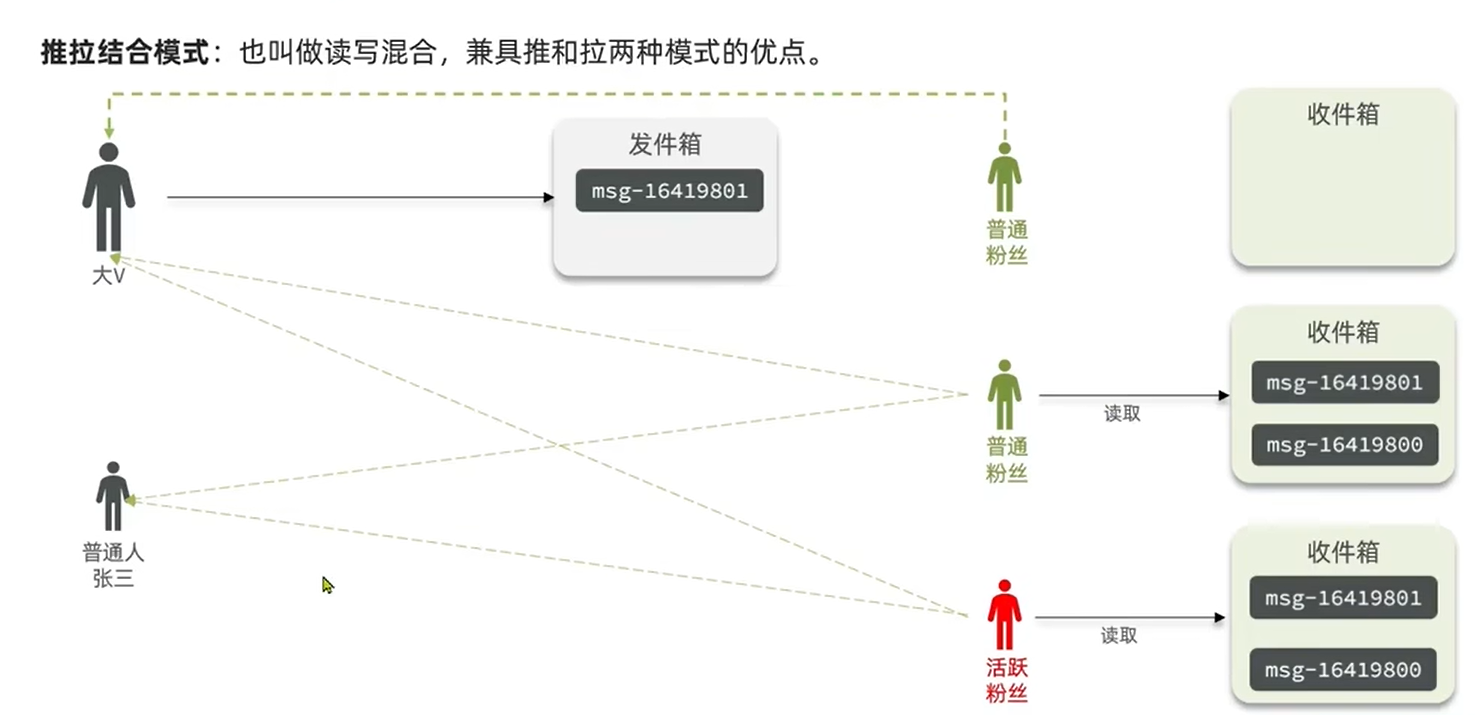 推拉结合模式：也叫做读写混合，兼具推和拉两种模式的优点。
发件箱
msg-16419801
大V
普通
粉丝
收件箱
普通
粉丝
读取
收件箱
msg-16419801
msg-16419800
普通人
张三
活跃
粉丝
读取
收件箱
msg-16419801
msg-16419800